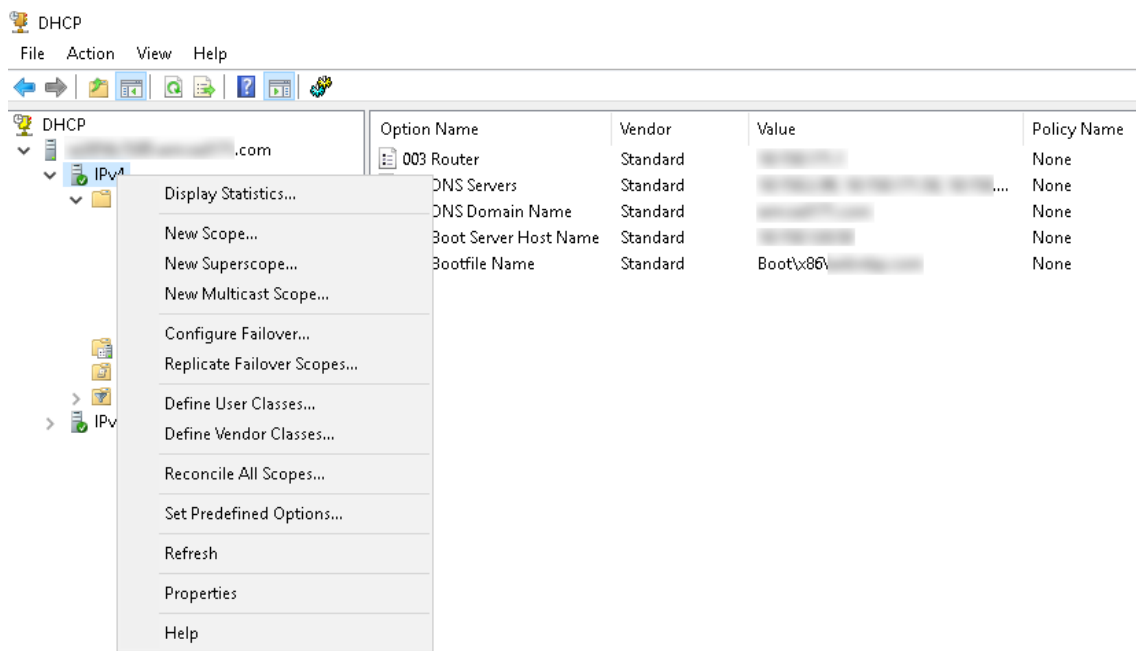 DHCP
File Action View Help
DHCP
.com
IPv4
IPv
Display Statistics...
New Scope...
New Superscope...
New Multicast Scope...
Configure Failover...
Replicate Failover Scopes...
Define User Classes...
Define Vendor Classes...
Reconcile All Scopes...
Set Predefined Options...
Refresh
Properties
Help
Option Name Vendor Value Policy Name
003 Router Standard None
DNS Servers Standard .... None
DNS Domain Name Standard None
Boot Server Host Name Standard None
Bootfile Name Standard Boot\x86\ None